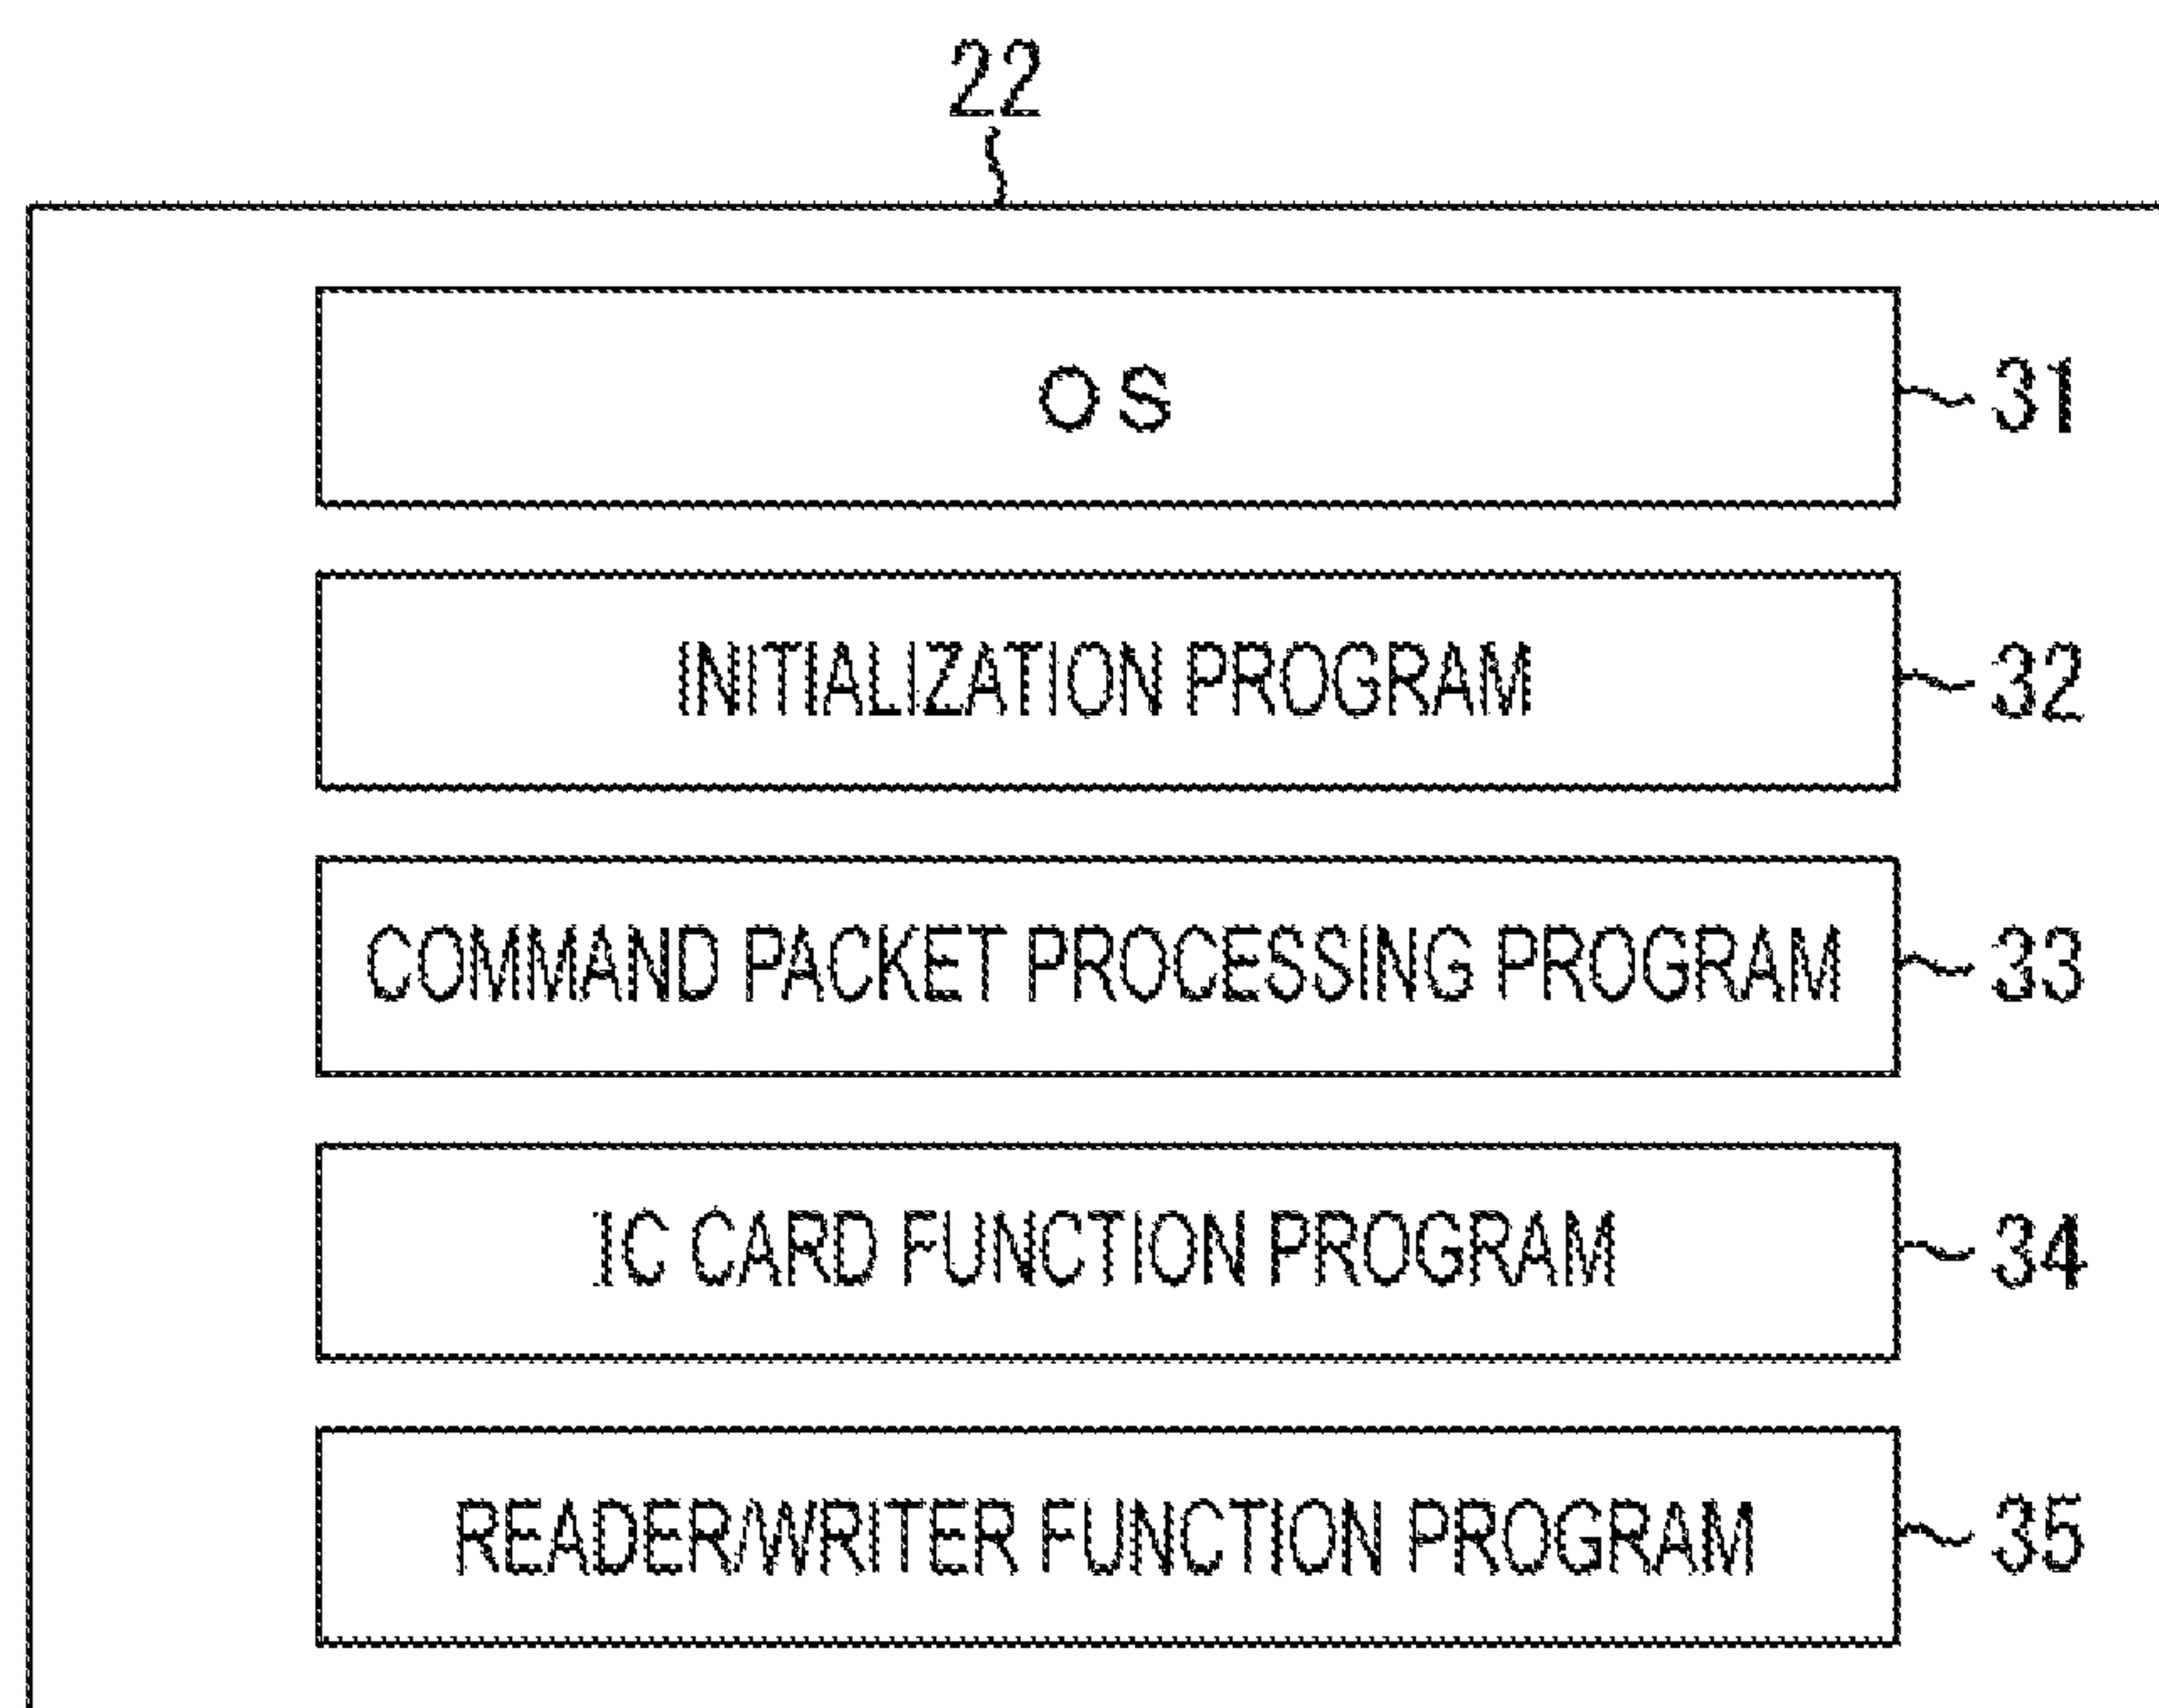 22
OS 31
INITIALIZATION PROGRAM 32
COMMAND PACKET PROCESSING PROGRAM 33
IC CARD FUNCTION PROGRAM 34
READER/WRITER FUNCTION PROGRAM 35